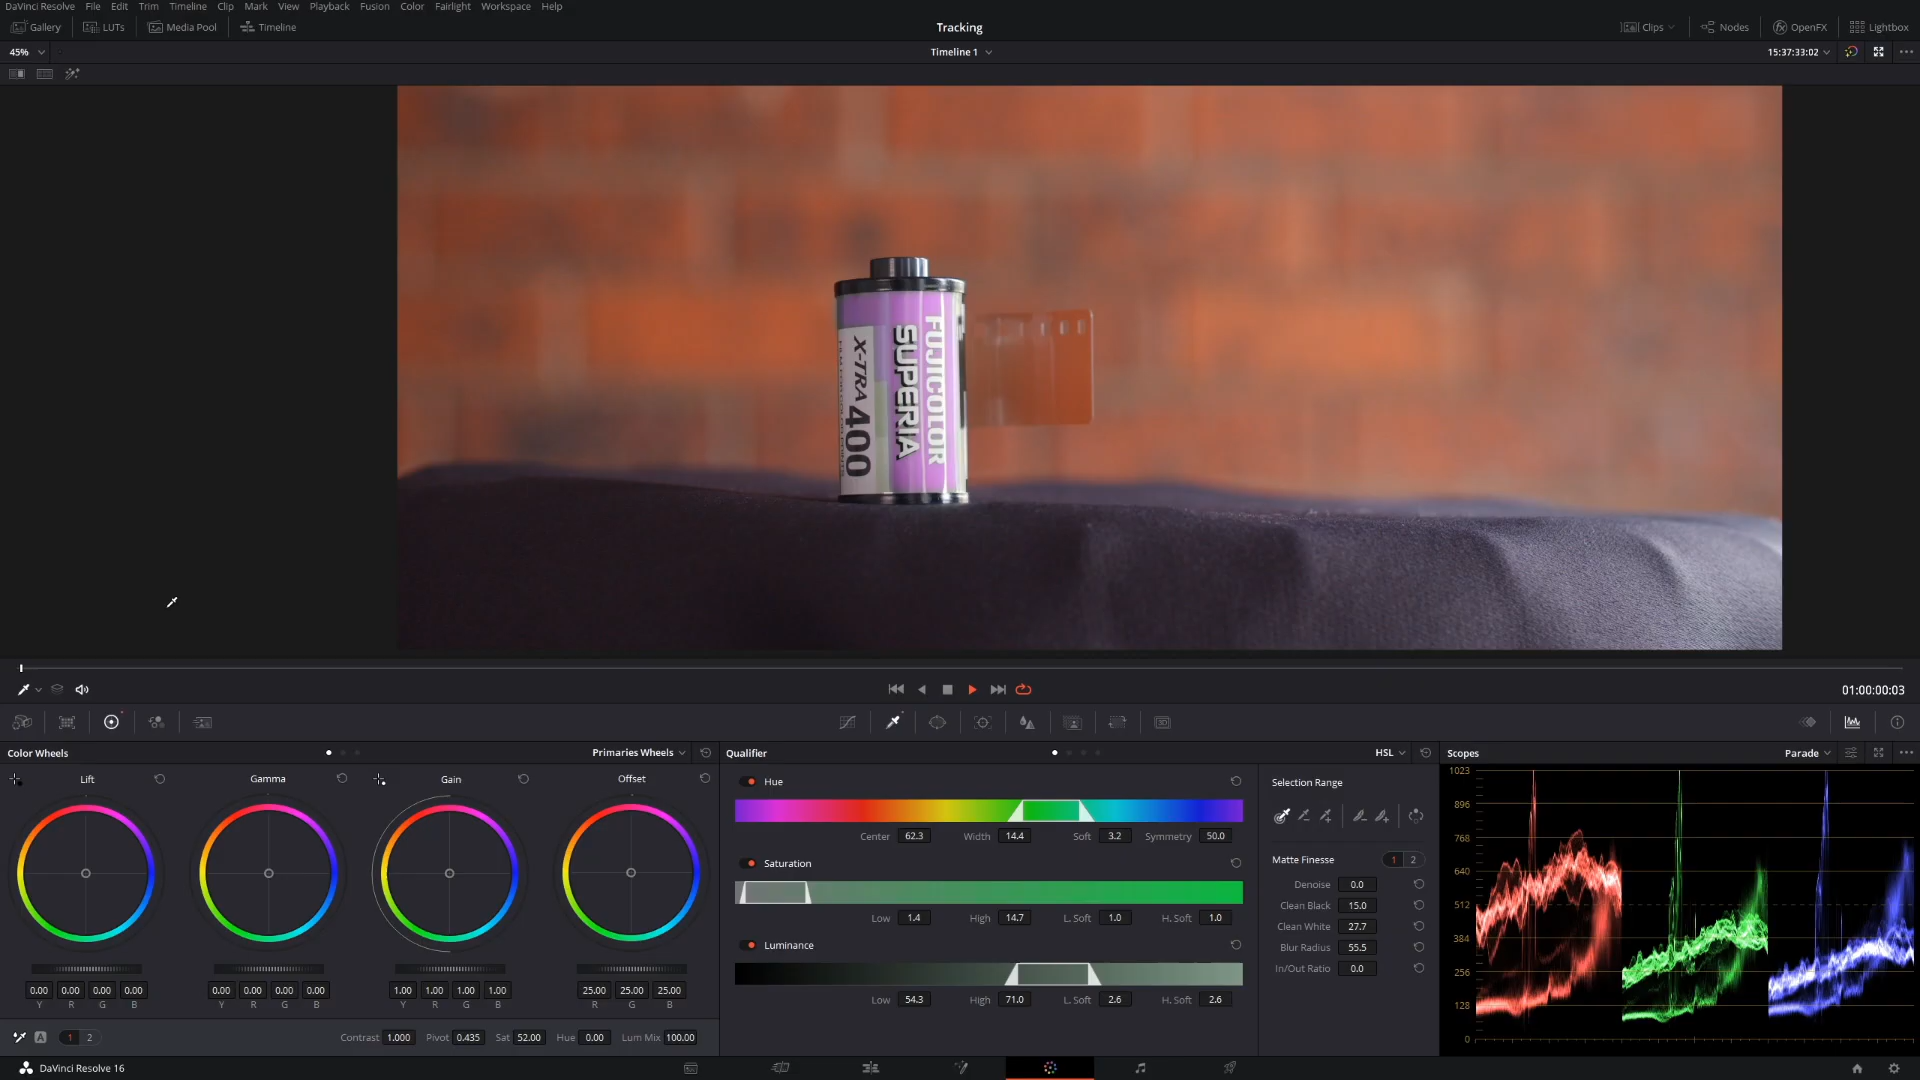 DaVinci Resolve File Edit Trim Timeline Clip Mark View Playback Fusion Color Fairlight Workspace Help
Gallery LUTs Media Pool Timeline Tracking Clips Nodes OpenFX Lightbox
45% Timeline 1 15:37:33:02
FUJICOLOR
SUPERIA
X-TRA 400
01:00:00:03
Color Wheels Primaries Wheels Qualifier HSL Scopes Parade
Lift Gamma Gain Offset
Hue
Center 62.3 Width 14.4 Soft 3.2 Symmetry 50.0
Saturation
Low 1.4 High 14.7 L. Soft 1.0 H. Soft 1.0
Luminance
Low 54.3 High 71.0 L. Soft 2.6 H. Soft 2.6
Selection Range
Matte Finesse 1 2
Denoise 0.0
Clean Black 15.0
Clean White 27.7
Blur Radius 55.5
In/Out Ratio 0.0
1023
896
768
640
512
384
256
128
0
0.00 0.00 0.00 0.00 0.00 0.00 0.00 0.00 1.00 1.00 1.00 1.00 25.00 25.00 25.00
Y R G B Y R G B Y R G B R G B
A 1 2 Contrast 1.000 Pivot 0.435 Sat 52.00 Hue 0.00 Lum Mix 100.00
DaVinci Resolve 16